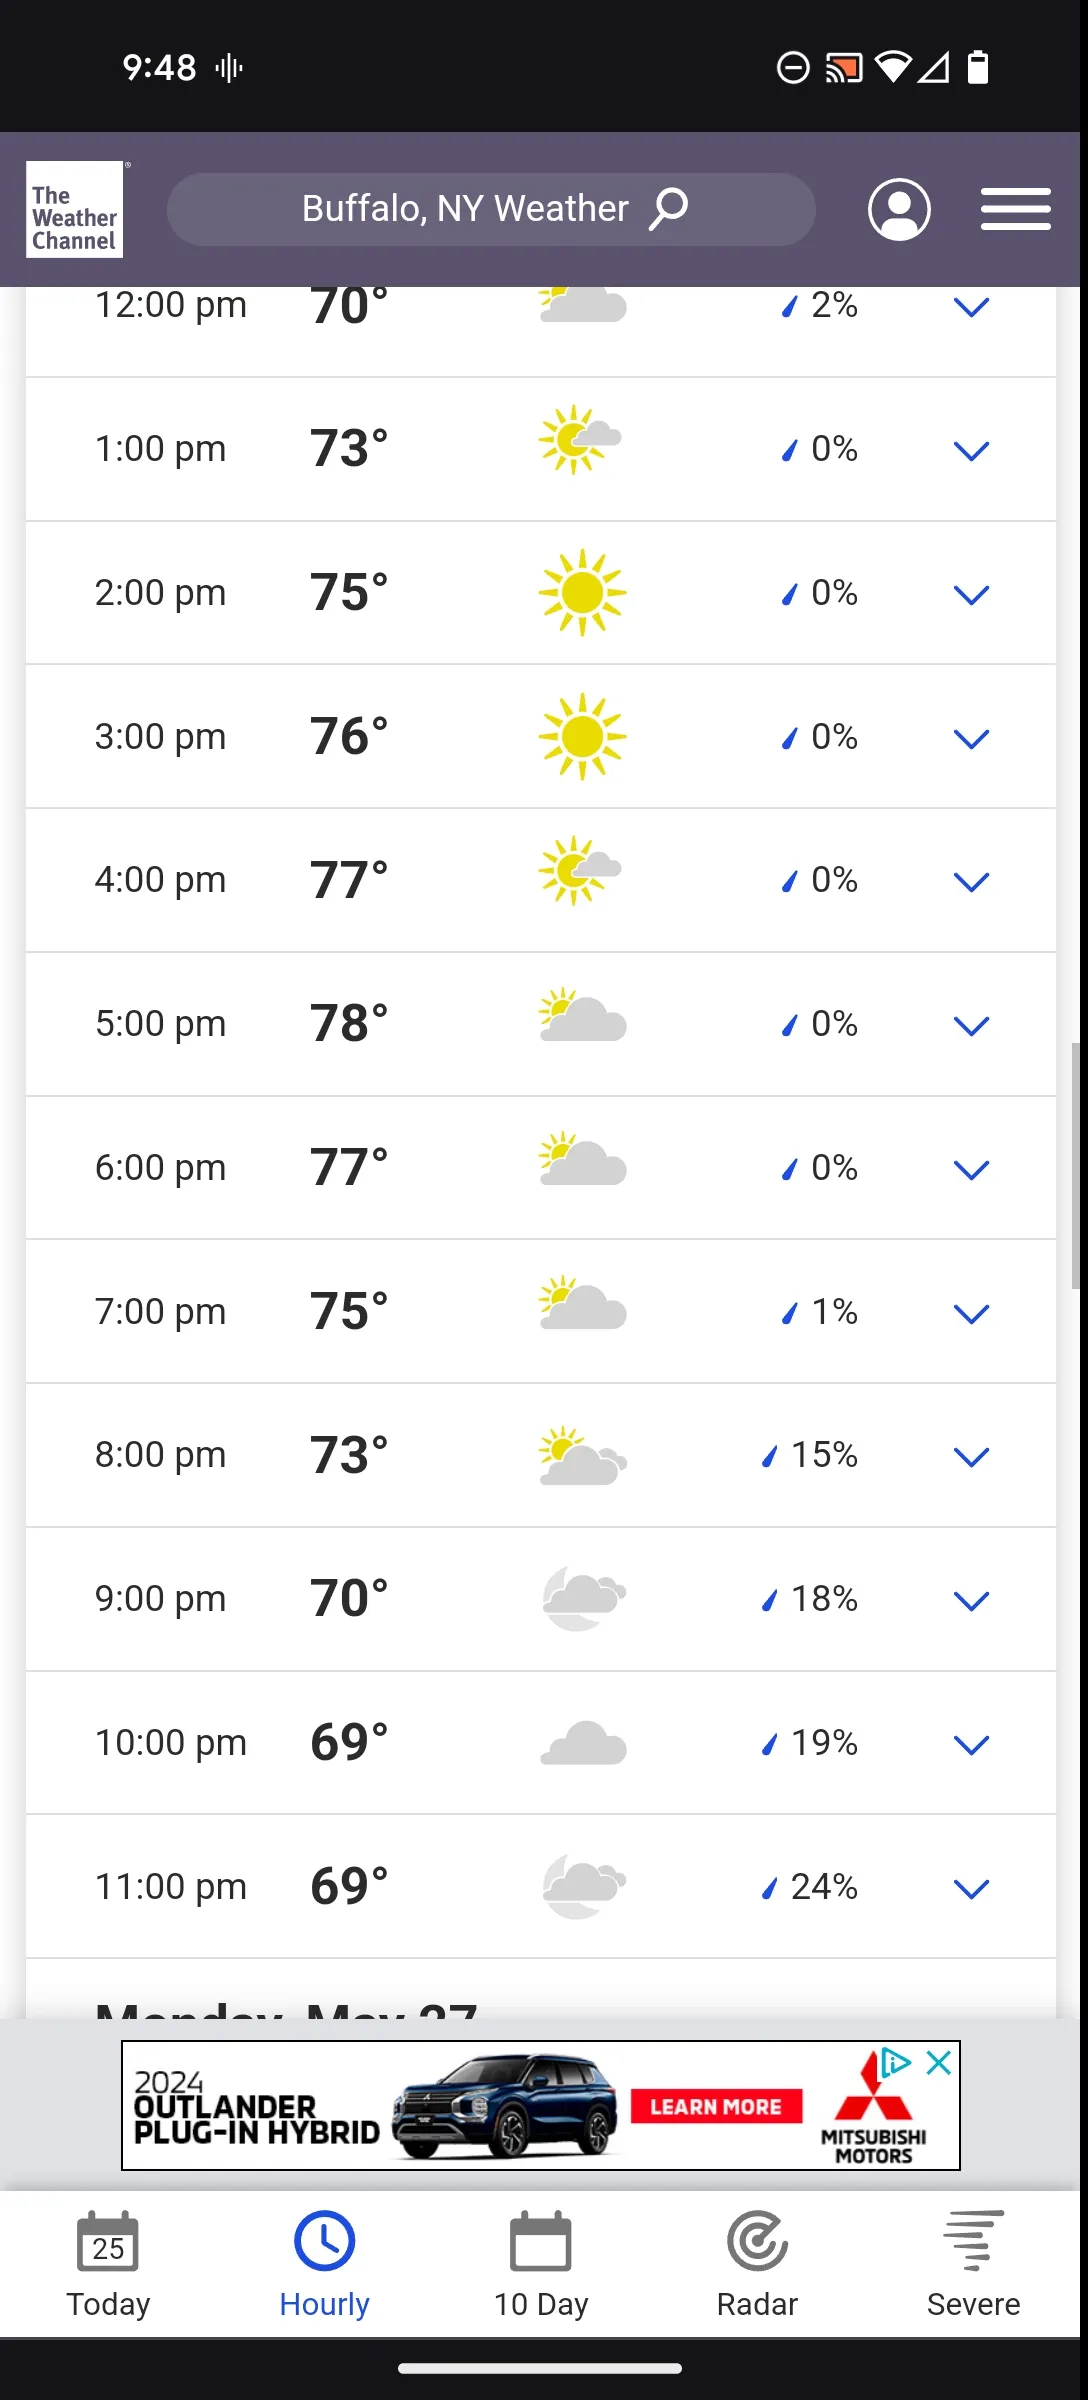 9:48
The
Weather
Channel
Buffalo, NY Weather
12:00 pm 70° 2%
1:00 pm 73° 0%
2:00 pm 75° 0%
3:00 pm 76° 0%
4:00 pm 77° 0%
5:00 pm 78° 0%
6:00 pm 77° 0%
7:00 pm 75° 1%
8:00 pm 73° 15%
9:00 pm 70° 18%
10:00 pm 69° 19%
11:00 pm 69° 24%
Monday, May 27
2024
OUTLANDER
PLUG-IN HYBRID
LEARN MORE
MITSUBISHI
MOTORS
25
Today Hourly 10 Day Radar Severe